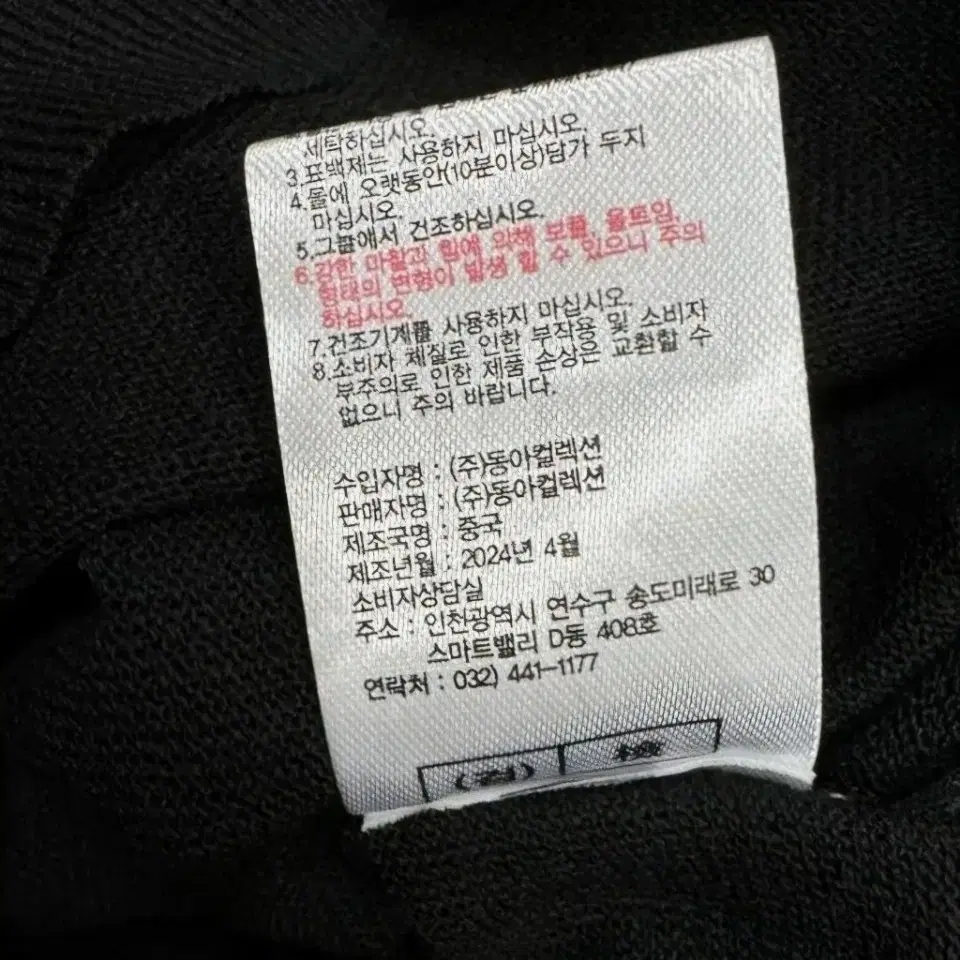 세탁하십시오.
3.표백제는 사용하지 마십시오.
4.물에 오랫동안(10분이상)담가 두지
마십시오.
5.그늘에서 건조하십시오.
6.강한 마찰과 힘에 의해 보풀, 올트임,
형태의 변형이 발생 할 수 있으니 주의
하십시오.
7.건조기계를 사용하지 마십시오.
8.소비자 체질로 인한 부작용 및 소비자
부주의로 인한 제품 손상은 교환할 수
없으니 주의 바랍니다.
수입자명 : (주)동아컬렉션
판매자명 : (주)동아컬렉션
제조국명 : 중국
제조년월 : 2024년 4월
소비자상담실
주소 : 인천광역시 연수구 송도미래로 30
스마트밸리 D동 408호
연락처 : 032) 441-1177